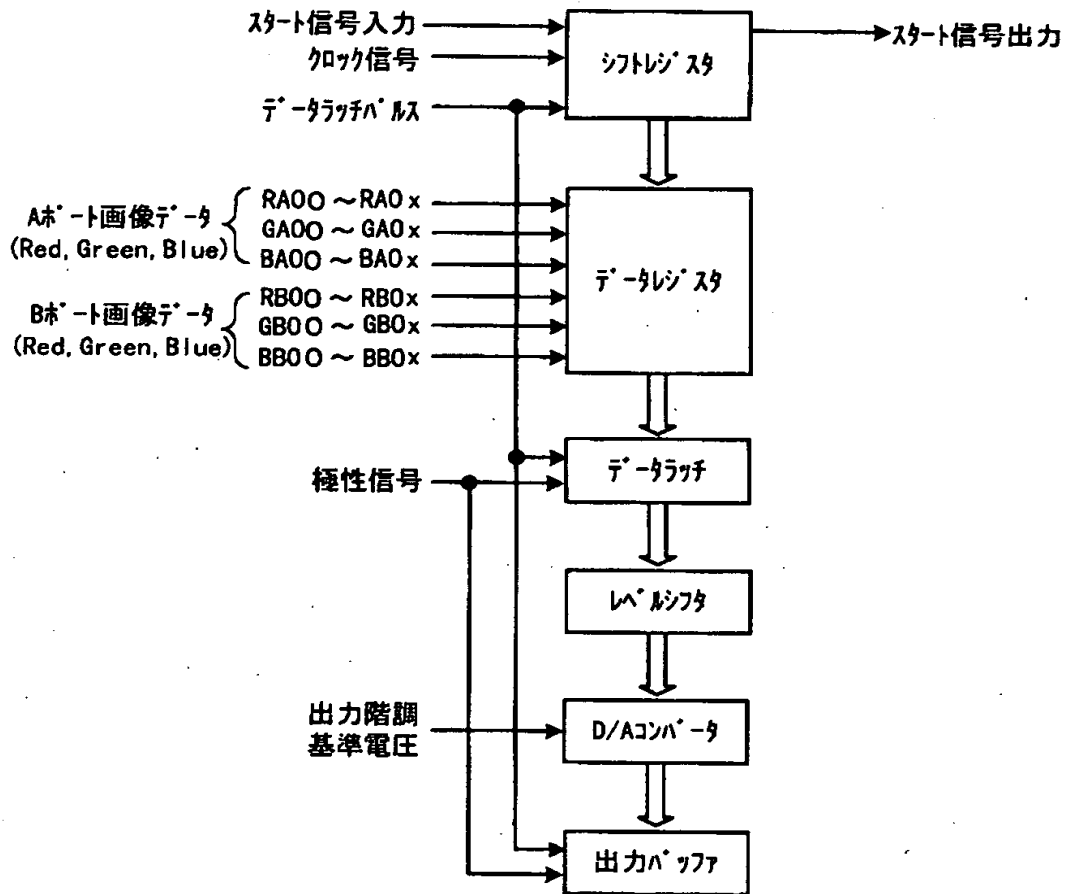 スタート信号入力
スタート信号出力
クロック信号
シフトレジスタ
データラッチパルス
Aポート画像データ
(Red, Green, Blue)
RA00 ～ RA0x
GA00 ～ GA0x
BA00 ～ BA0x
Bポート画像データ
(Red, Green, Blue)
RB00 ～ RB0x
GB00 ～ GB0x
BB00 ～ BB0x
データレジスタ
データラッチ
極性信号
レベルシフタ
出力階調
基準電圧
D/Aコンバータ
出力バッファ